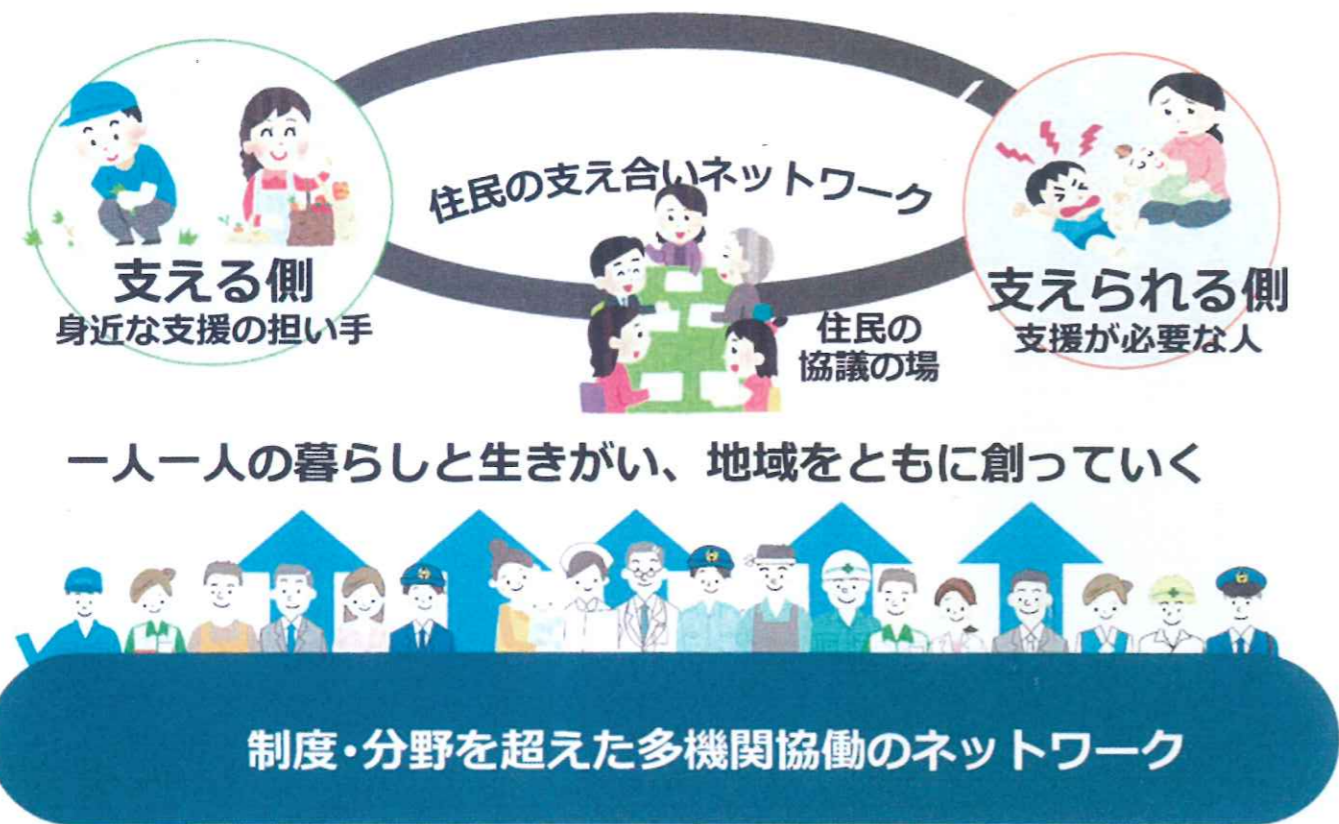 住民の支え合いネットワーク
支える側
身近な支援の担い手
支えられる側
支援が必要な人
住民の
協議の場
一人一人の暮らしと生きがい、地域をともに創っていく
制度・分野を超えた多機関協働のネットワーク